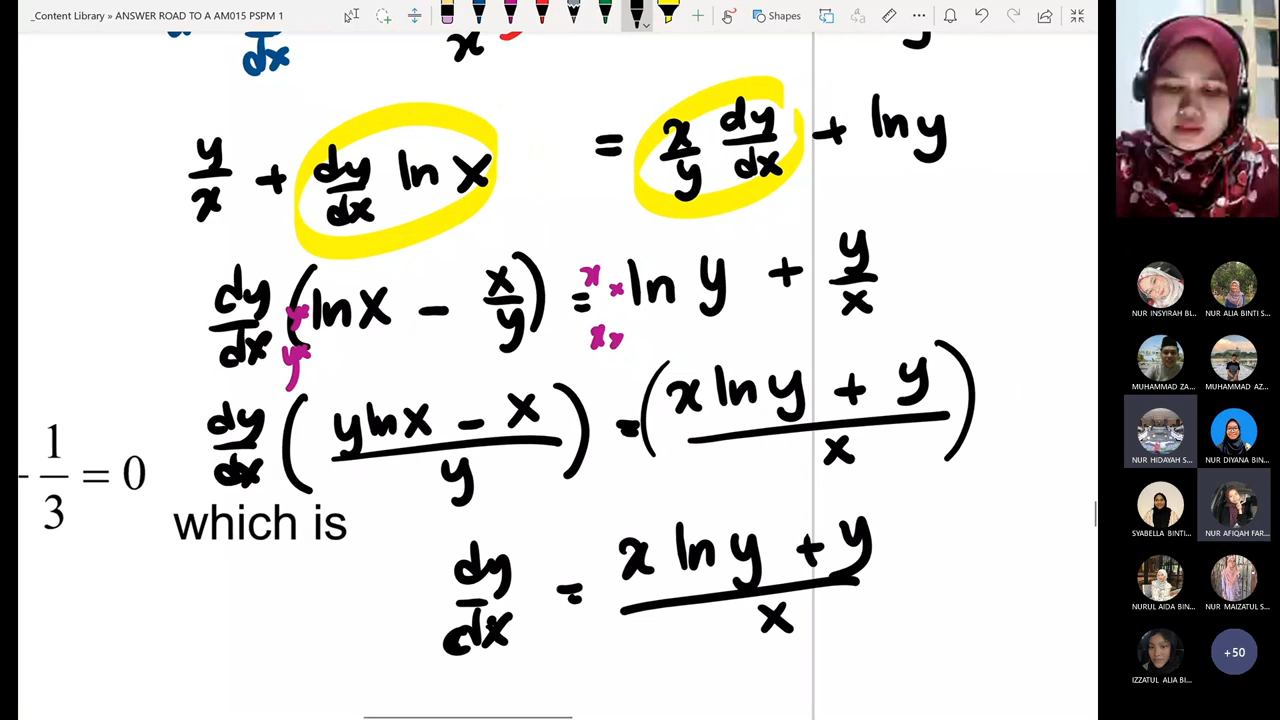 _Content Library » ANSWER ROAD TO A AM015 PSPM 1
Shapes
dx
x
y
y/x + dy/dx ln x = x/y dy/dx + ln y
dy/dx (ln x - x/y) = ln y + y/x
dy/dx ((y ln x - x)/y) = ((x ln y + y)/x)
- 1/3 = 0
which is
dy/dx = (x ln y + y)/x
NUR INSYIRAH BI...
NUR ALIA BINTI S...
MUHAMMAD ZA...
MUHAMMAD AZ...
NUR HIDAYAH S...
NUR DIYANA BIN...
SYABELLA BINTI...
NUR AFIQAH FAR...
NURUL AIDA BIN...
NUR MAIZATUL S...
IZZATUL ALIA BI...
+50